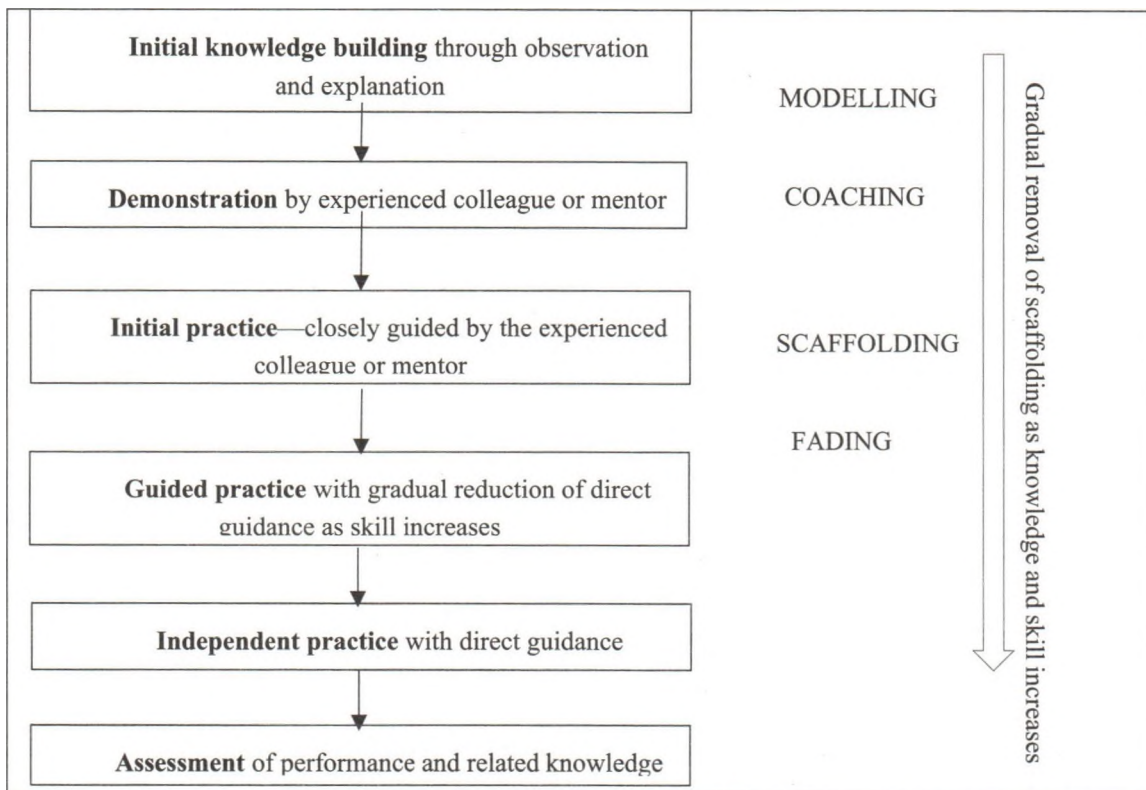 Initial knowledge building through observation
and explanation
MODELLING
Demonstration by experienced colleague or mentor
COACHING
Initial practice—closely guided by the experienced
colleague or mentor
SCAFFOLDING
FADING
Guided practice with gradual reduction of direct
guidance as skill increases
Independent practice with direct guidance
Assessment of performance and related knowledge
Gradual removal of scaffolding as knowledge and skill increases